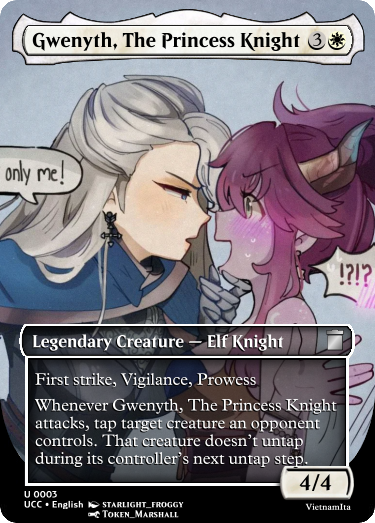 Gwenyth, The Princess Knight 3
only me!
!?!?
Legendary Creature — Elf Knight
First strike, Vigilance, Prowess
Whenever Gwenyth, The Princess Knight
attacks, tap target creature an opponent
controls. That creature doesn't untap
during its controller's next untap step.
4/4
U 0003
UCC • English STARLIGHT_FROGGY
TOKEN_MARSHALL
VietnamIta